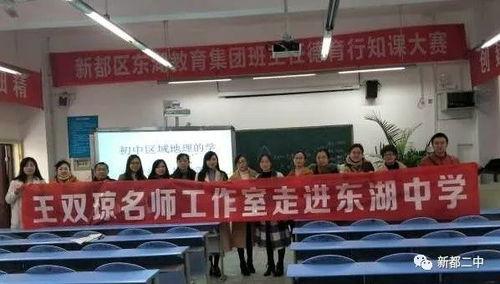 新都区东湖教育集团班主任德育行知课大赛
精
创
初中区域地理的学
王双琼名师工作室走进东湖中学
新都二中